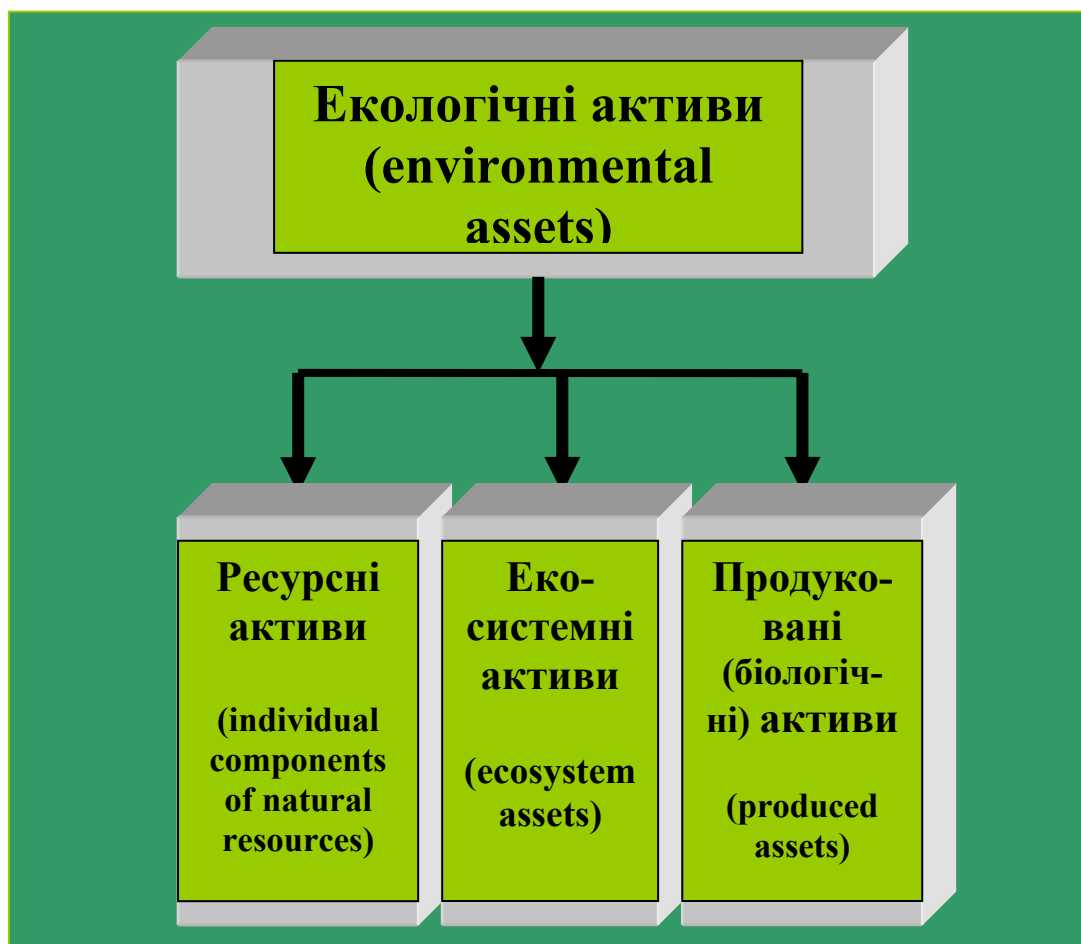 Екологічні активи
(environmental
assets)
Ресурсні
активи
(individual
components
of natural
resources)
Еко-
системні
активи
(ecosystem
assets)
Продуко-
вані
(біологіч-
ні) активи
(produced
assets)